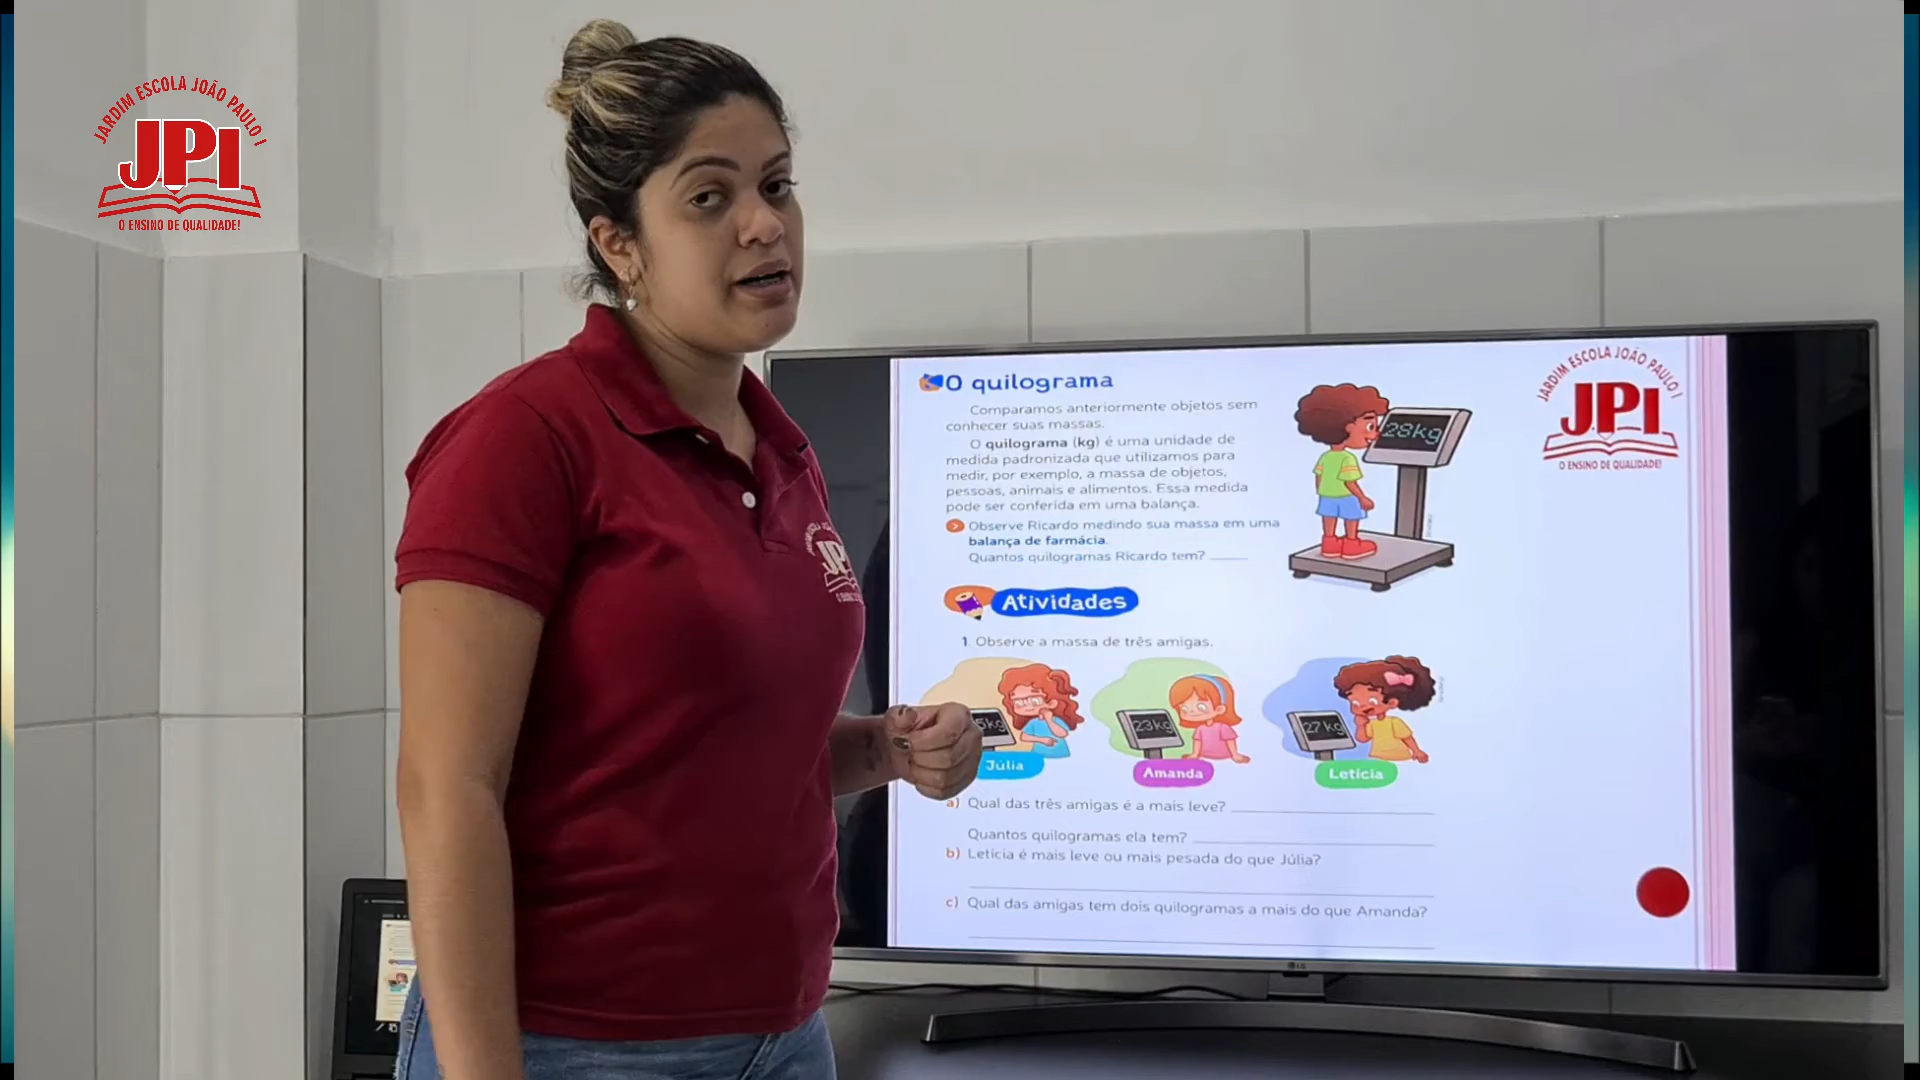 JARDIM ESCOLA JOÃO PAULO I
JPI
O ENSINO DE QUALIDADE!
O quilograma
Comparamos anteriormente objetos sem
conhecer suas massas.
O quilograma (kg) é uma unidade de
medida padronizada que utilizamos para
medir, por exemplo, a massa de objetos,
pessoas, animais e alimentos. Essa medida
pode ser conferida em uma balança.
Observe Ricardo medindo sua massa em uma
balança de farmácia.
Quantos quilogramas Ricardo tem?
28kg
JARDIM ESCOLA JOÃO PAULO I
JPI
O ENSINO DE QUALIDADE!
Atividades
1. Observe a massa de três amigas.
5kg
23kg
27 kg
Júlia
Amanda
Letícia
a) Qual das três amigas é a mais leve?
Quantos quilogramas ela tem?
b) Letícia é mais leve ou mais pesada do que Júlia?
c) Qual das amigas tem dois quilogramas a mais do que Amanda?
JPI
LG